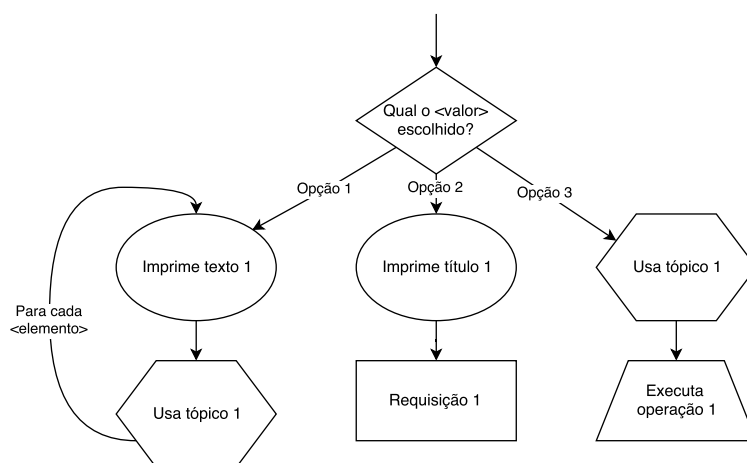 Qual o <valor>
escolhido?
Opção 1
Opção 2
Opção 3
Imprime texto 1
Imprime título 1
Usa tópico 1
Para cada
<elemento>
Usa tópico 1
Requisição 1
Executa
operação 1